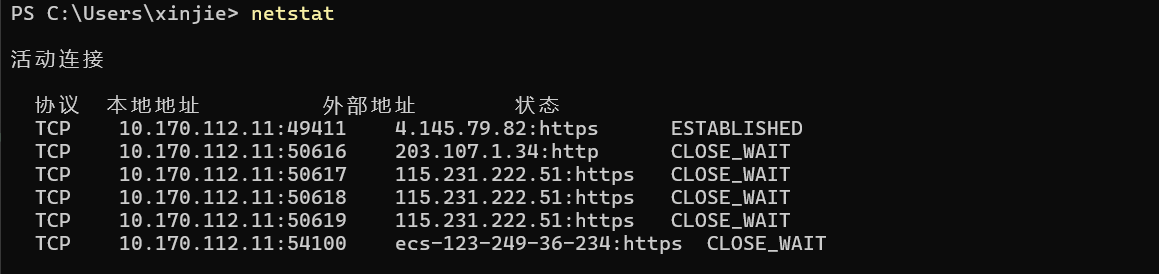 PS C:\Users\xinjie> netstat
活动连接
协议 本地地址 外部地址 状态
TCP 10.170.112.11:49411 4.145.79.82:https ESTABLISHED
TCP 10.170.112.11:50616 203.107.1.34:http CLOSE_WAIT
TCP 10.170.112.11:50617 115.231.222.51:https CLOSE_WAIT
TCP 10.170.112.11:50618 115.231.222.51:https CLOSE_WAIT
TCP 10.170.112.11:50619 115.231.222.51:https CLOSE_WAIT
TCP 10.170.112.11:54100 ecs-123-249-36-234:https CLOSE_WAIT